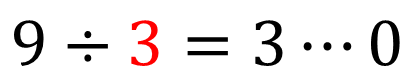 9 ÷ 3 = 3 ⋯ 0